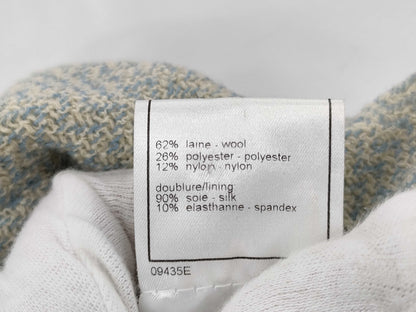 62% laine - wool
26% polyester - polyester
12% nylon - nylon
doublure/lining:
90% soie - silk
10% elasthanne - spandex
09435E